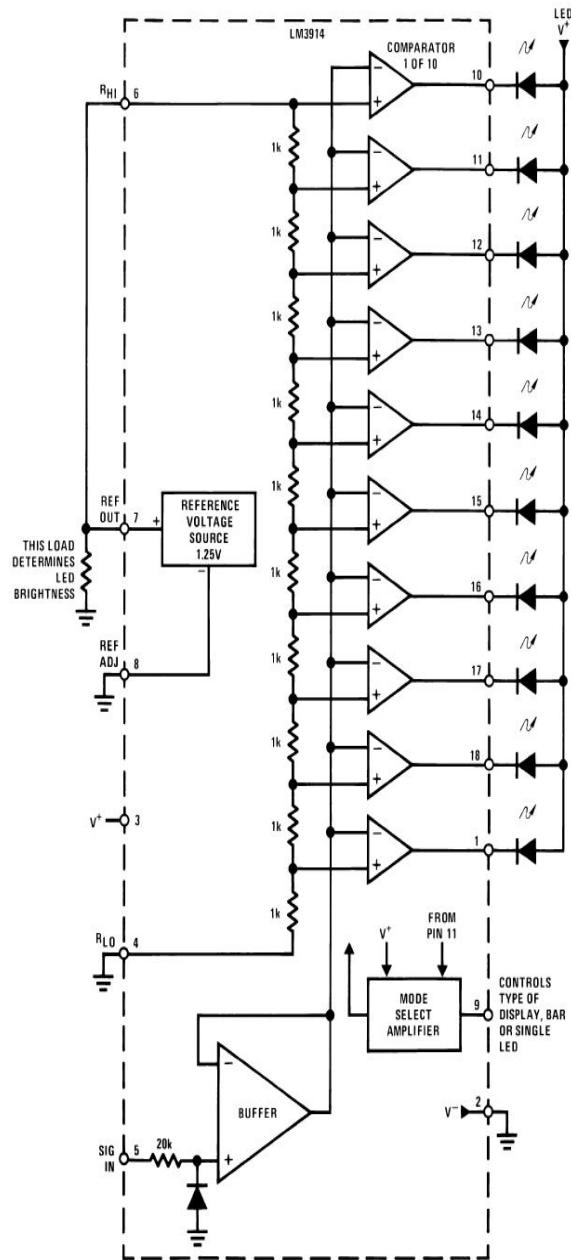 LED
V+
LM3914
COMPARATOR
1 OF 10
RHI
6
10
1k
11
1k
12
1k
13
1k
14
1k
15
REF
OUT
7
+
REFERENCE
VOLTAGE
SOURCE
1.25V
−
THIS LOAD
DETERMINES
LED
BRIGHTNESS
1k
16
1k
17
REF
ADJ
8
1k
18
V+
3
1k
1
1k
RLO
4
V+
FROM
PIN 11
MODE
SELECT
AMPLIFIER
9
CONTROLS
TYPE OF
DISPLAY, BAR
OR SINGLE
LED
−
BUFFER
+
V−
2
SIG
IN
5
20k
−
+
−
+
−
+
−
+
−
+
−
+
−
+
−
+
−
+
−
+